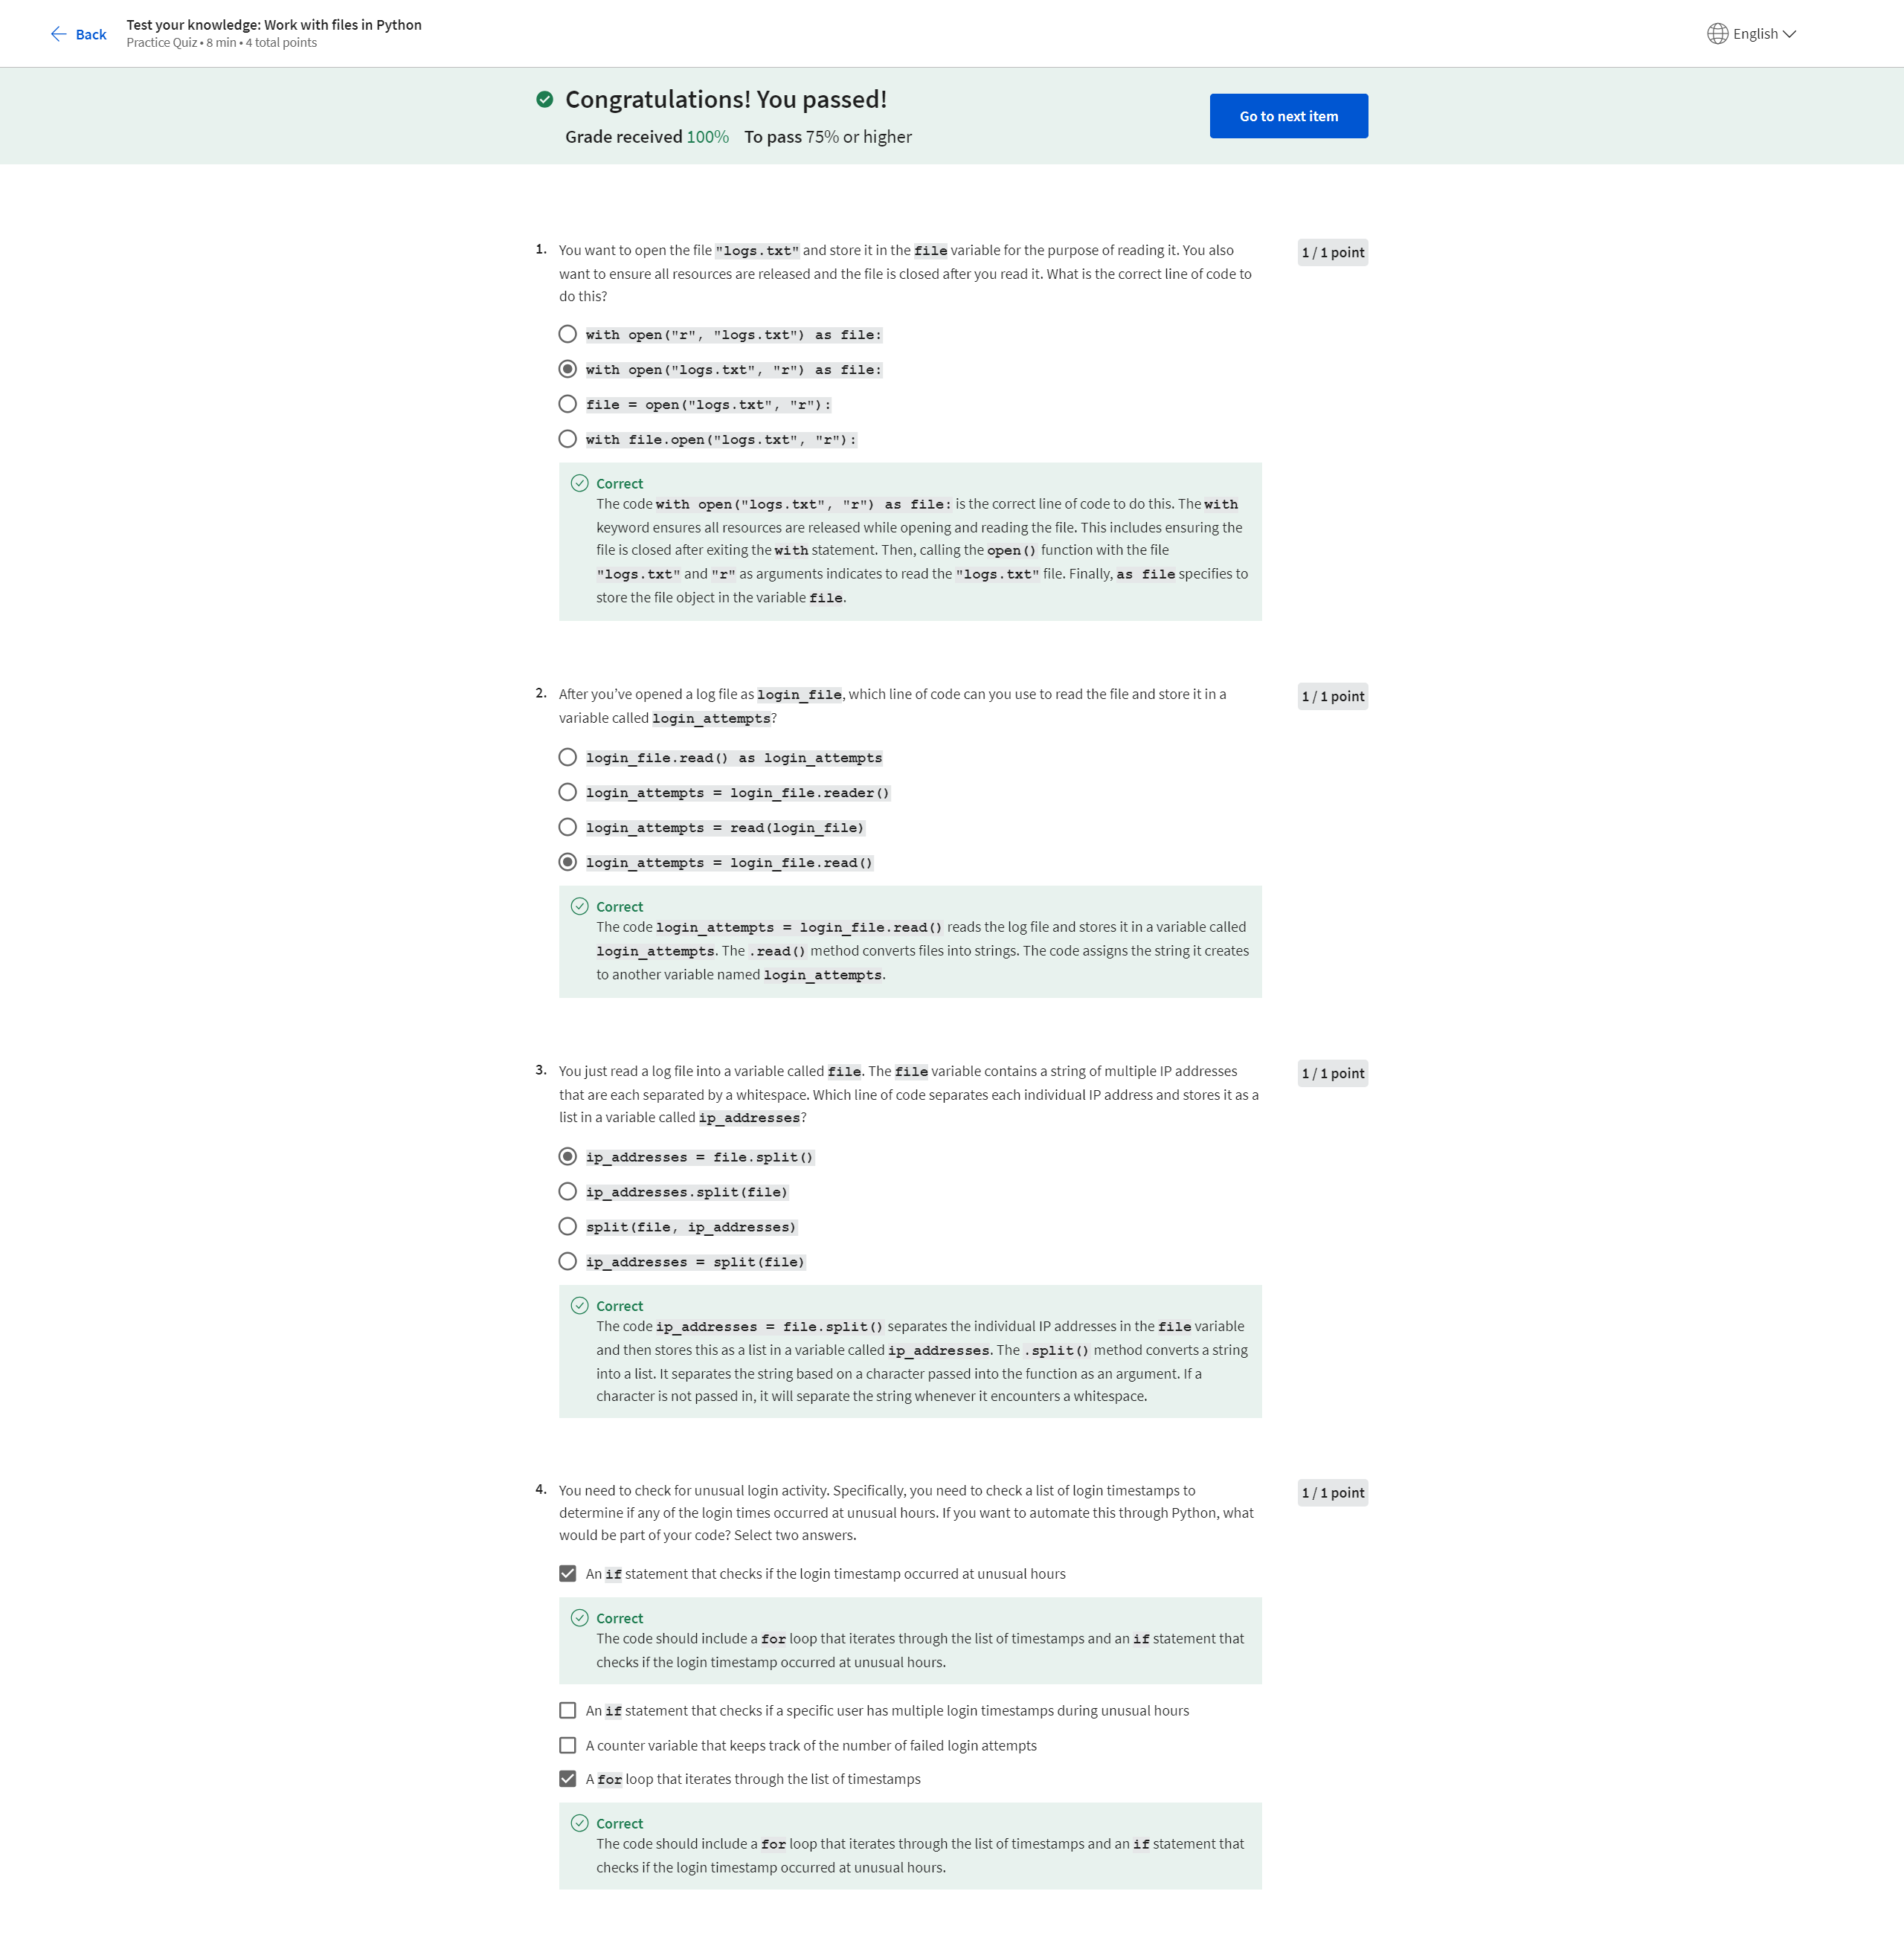 Back
Test your knowledge: Work with files in Python
Practice Quiz • 8 min • 4 total points
English
Congratulations! You passed!
Grade received 100% To pass 75% or higher
Go to next item
1. You want to open the file "logs.txt" and store it in the file variable for the purpose of reading it. You also
want to ensure all resources are released and the file is closed after you read it. What is the correct line of code to
do this?
1 / 1 point
with open("r", "logs.txt") as file:
with open("logs.txt", "r") as file:
file = open("logs.txt", "r"):
with file.open("logs.txt", "r"):
Correct
The code with open("logs.txt", "r") as file: is the correct line of code to do this. The with
keyword ensures all resources are released while opening and reading the file. This includes ensuring the
file is closed after exiting the with statement. Then, calling the open() function with the file
"logs.txt" and "r" as arguments indicates to read the "logs.txt" file. Finally, as file specifies to
store the file object in the variable file.
2. After you’ve opened a log file as login_file, which line of code can you use to read the file and store it in a
variable called login_attempts?
1 / 1 point
login_file.read() as login_attempts
login_attempts = login_file.reader()
login_attempts = read(login_file)
login_attempts = login_file.read()
Correct
The code login_attempts = login_file.read() reads the log file and stores it in a variable called
login_attempts. The .read() method converts files into strings. The code assigns the string it creates
to another variable named login_attempts.
3. You just read a log file into a variable called file. The file variable contains a string of multiple IP addresses
that are each separated by a whitespace. Which line of code separates each individual IP address and stores it as a
list in a variable called ip_addresses?
1 / 1 point
ip_addresses = file.split()
ip_addresses.split(file)
split(file, ip_addresses)
ip_addresses = split(file)
Correct
The code ip_addresses = file.split() separates the individual IP addresses in the file variable
and then stores this as a list in a variable called ip_addresses. The .split() method converts a string
into a list. It separates the string based on a character passed into the function as an argument. If a
character is not passed in, it will separate the string whenever it encounters a whitespace.
4. You need to check for unusual login activity. Specifically, you need to check a list of login timestamps to
determine if any of the login times occurred at unusual hours. If you want to automate this through Python, what
would be part of your code? Select two answers.
1 / 1 point
An if statement that checks if the login timestamp occurred at unusual hours
Correct
The code should include a for loop that iterates through the list of timestamps and an if statement that
checks if the login timestamp occurred at unusual hours.
An if statement that checks if a specific user has multiple login timestamps during unusual hours
A counter variable that keeps track of the number of failed login attempts
A for loop that iterates through the list of timestamps
Correct
The code should include a for loop that iterates through the list of timestamps and an if statement that
checks if the login timestamp occurred at unusual hours.